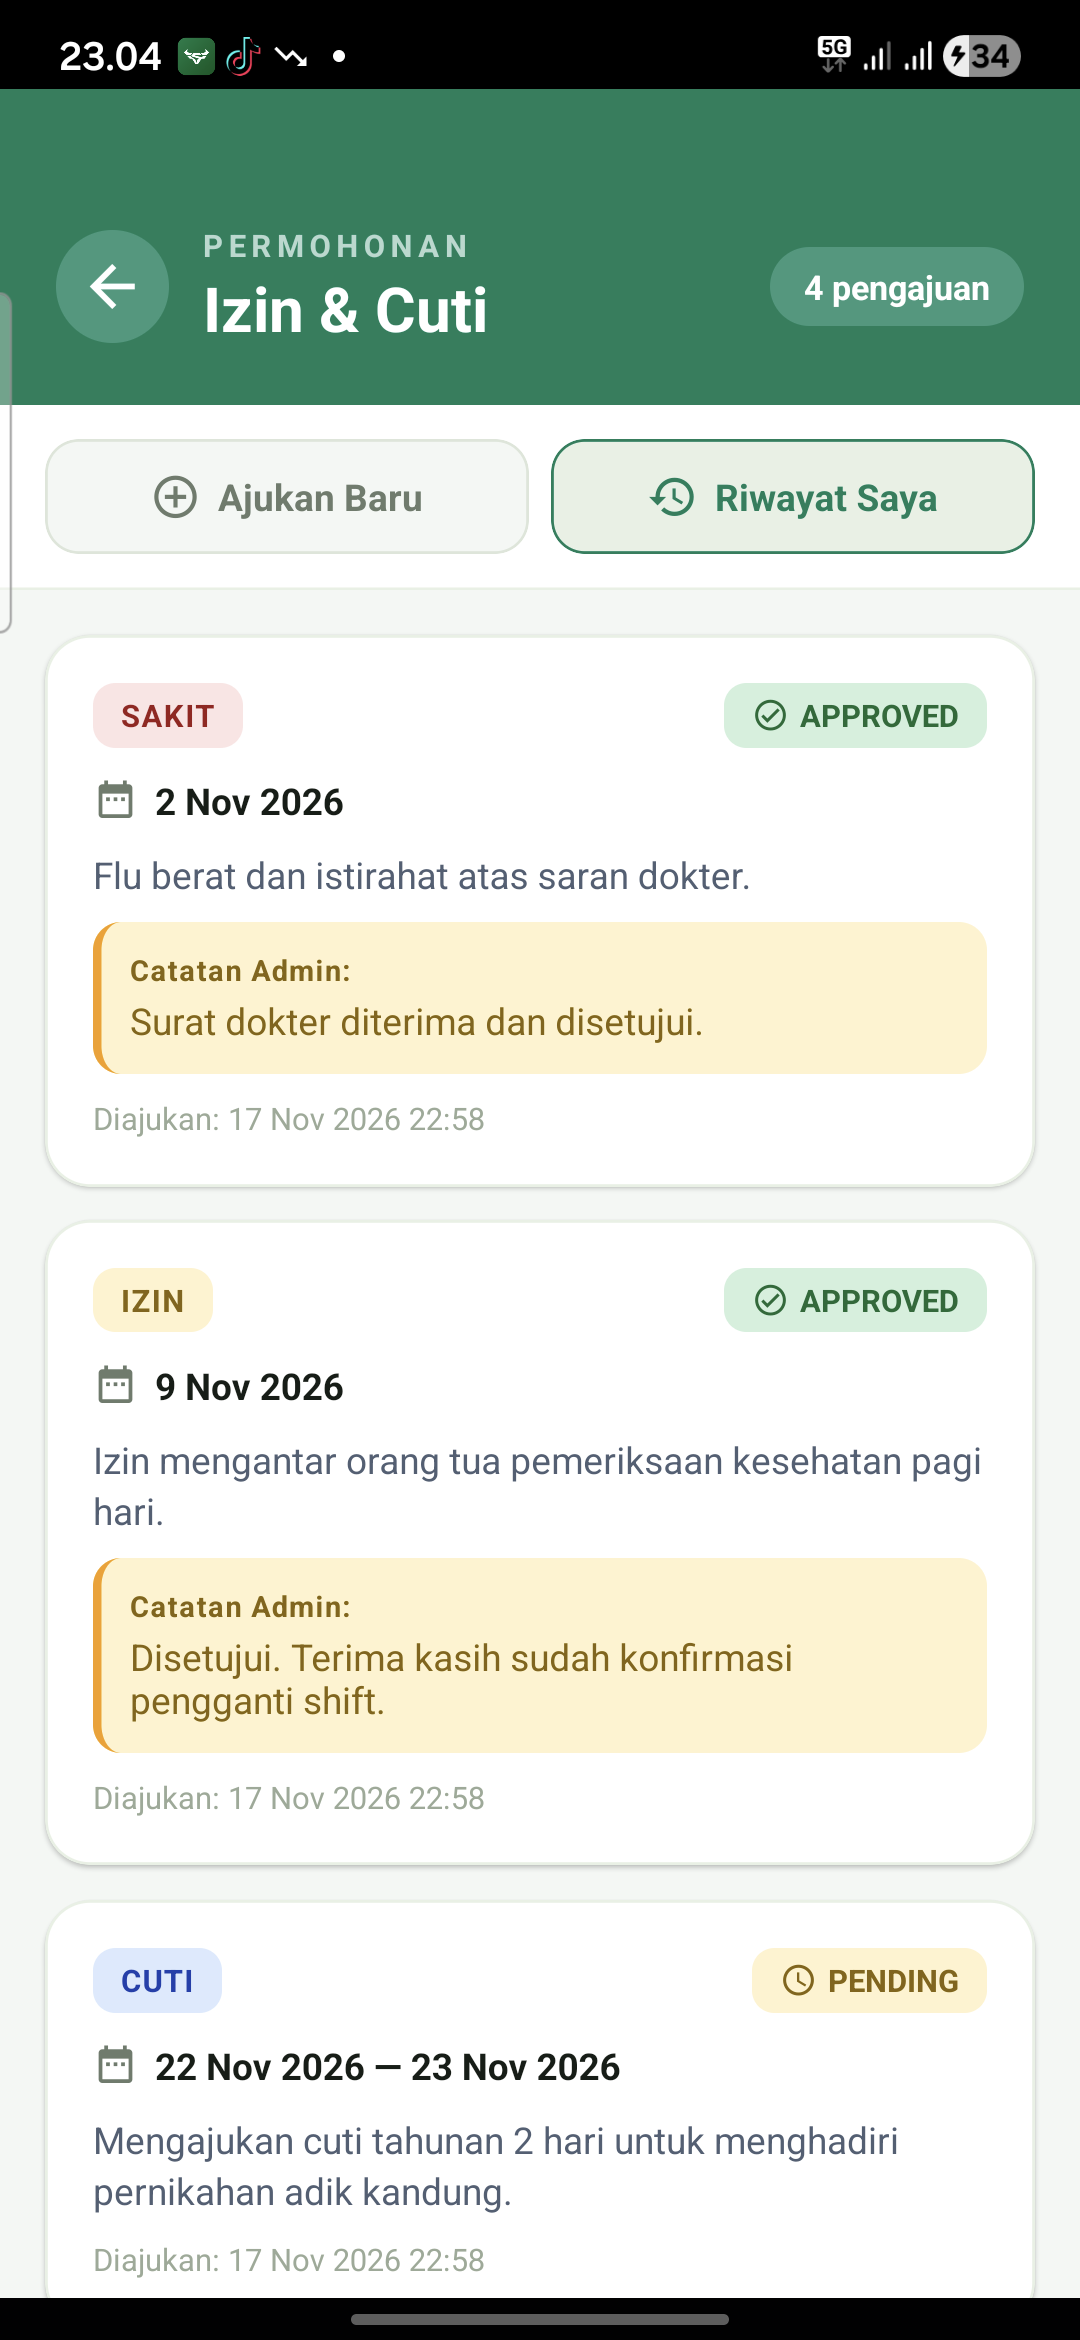 23.04
5G
34
PERMOHONAN
Izin & Cuti
4 pengajuan
Ajukan Baru
Riwayat Saya
SAKIT
APPROVED
2 Nov 2026
Flu berat dan istirahat atas saran dokter.
Catatan Admin:
Surat dokter diterima dan disetujui.
Diajukan: 17 Nov 2026 22:58
IZIN
APPROVED
9 Nov 2026
Izin mengantar orang tua pemeriksaan kesehatan pagi
hari.
Catatan Admin:
Disetujui. Terima kasih sudah konfirmasi
pengganti shift.
Diajukan: 17 Nov 2026 22:58
CUTI
PENDING
22 Nov 2026 — 23 Nov 2026
Mengajukan cuti tahunan 2 hari untuk menghadiri
pernikahan adik kandung.
Diajukan: 17 Nov 2026 22:58